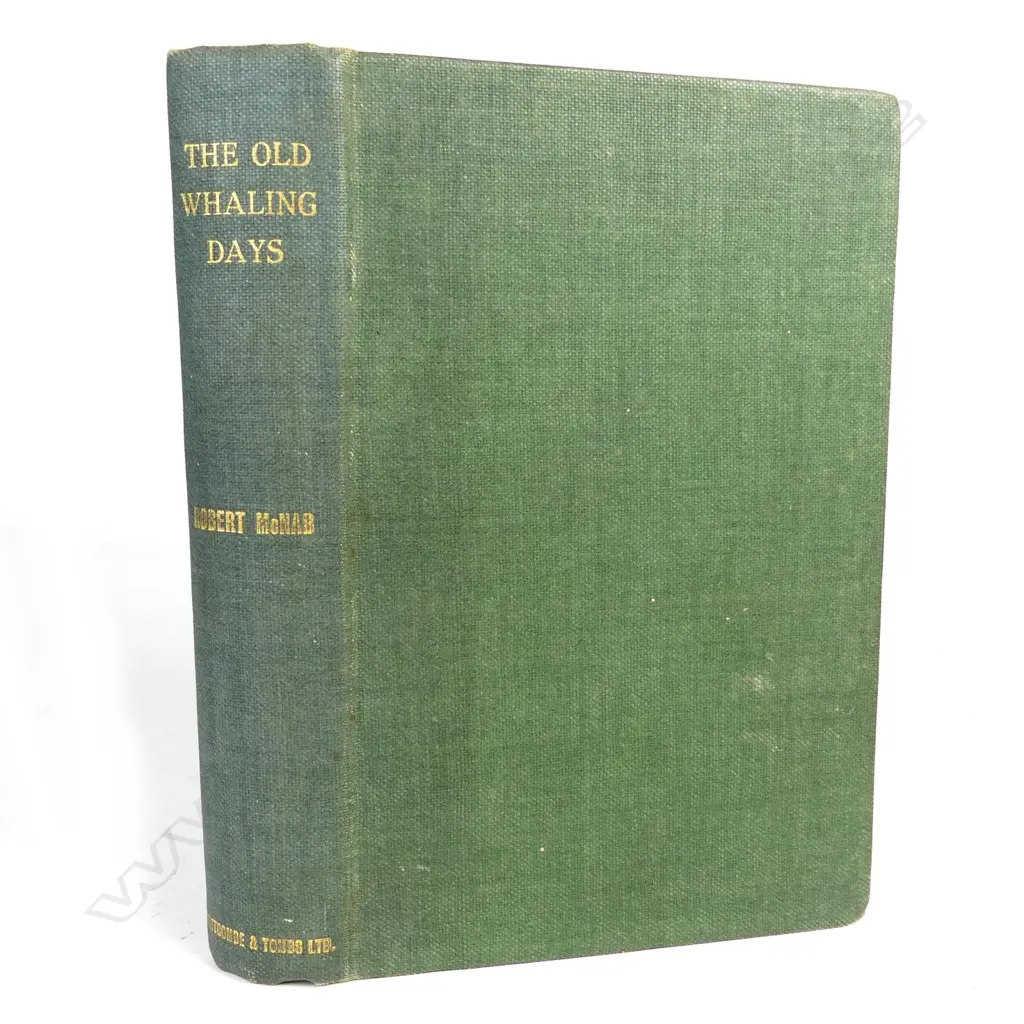 THE OLD
WHALING
DAYS
ROBERT McNAB
& TOMBS LTD.